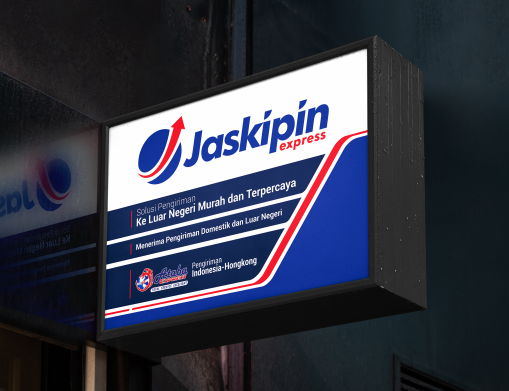 Jaskipin
express
Solusi Pengiriman
Ke Luar Negeri Murah dan Terpercaya
Menerima Pengiriman Domestik dan Luar Negeri
Pengiriman
Indonesia-Hongkong